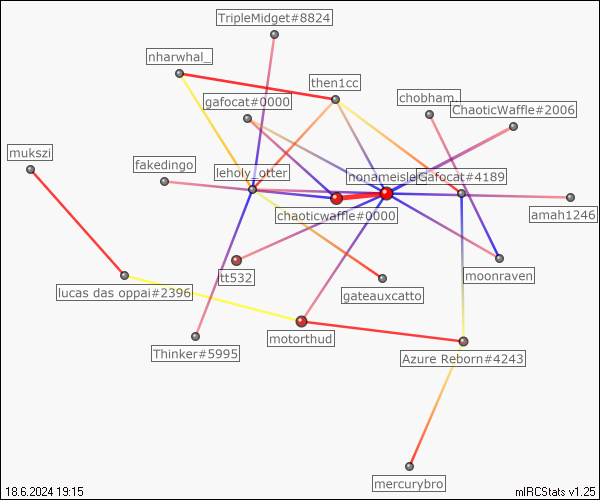 TripleMidget#8824
nharwhal_
then1cc
gafocat#0000
chobham.
ChaoticWaffle#2006
mukszi
fakedingo
leholy_otter
honameisle
Gafocat#4189
chaoticwaffle#0000
amah1246
tt532
moonraven
lucas das oppai#2396
gateauxcatto
motorthud
Thinker#5995
Azure Reborn#4243
mercurybro
18.6.2024 19:15
mIRCStats v1.25